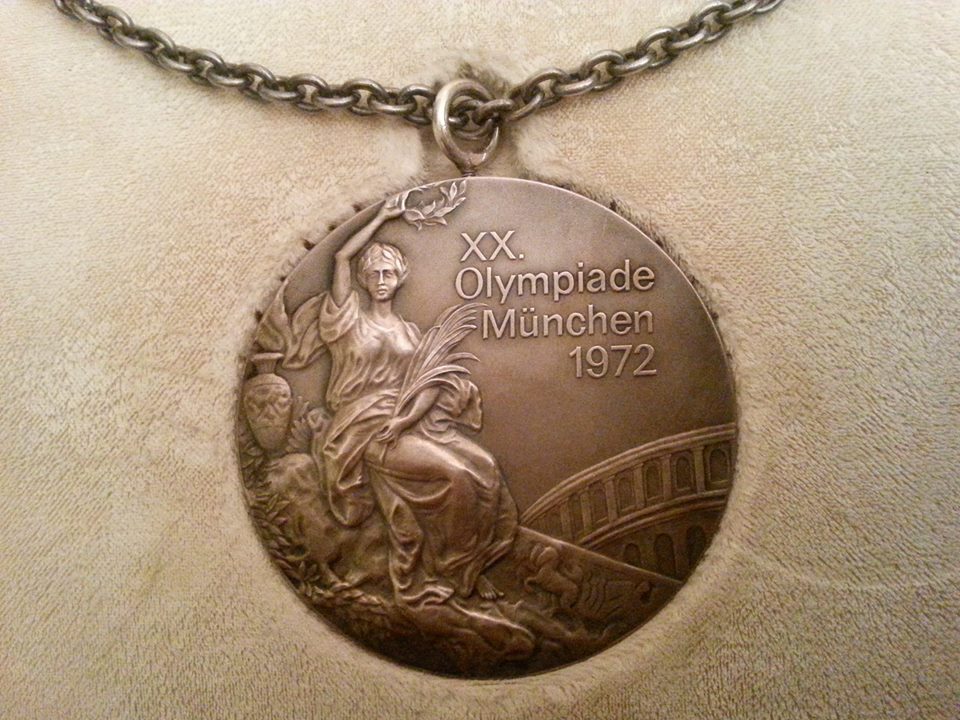 XX.
Olympiade
München
1972